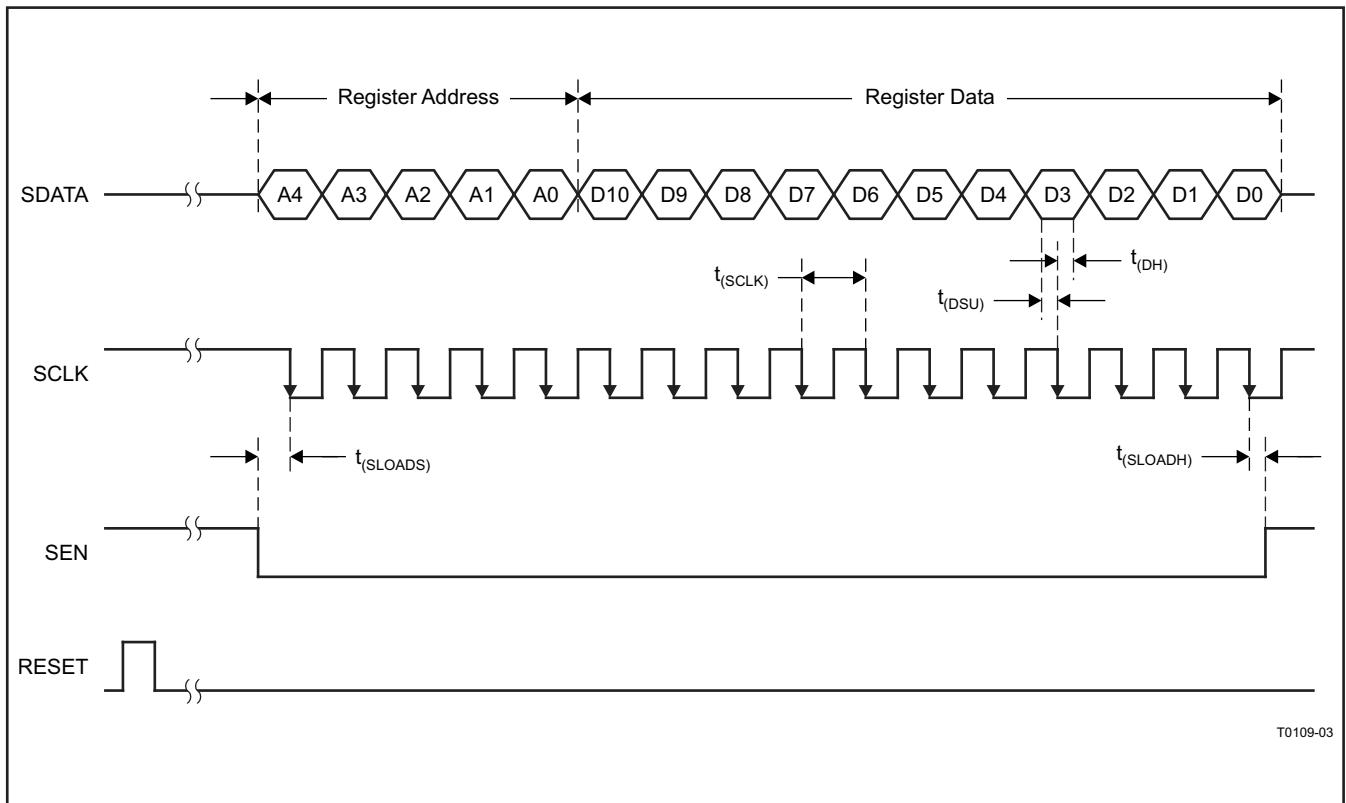 Register Address
Register Data
SDATA
A4 A3 A2 A1 A0 D10 D9 D8 D7 D6 D5 D4 D3 D2 D1 D0
t(SCLK)
t(DH)
t(DSU)
SCLK
t(SLOADS)
t(SLOADH)
SEN
RESET
T0109-03